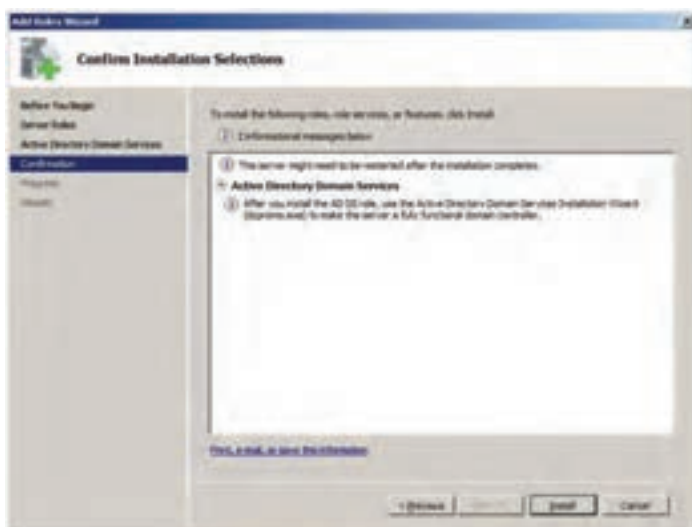 Add Roles Wizard
Confirm Installation Selections
Before You Begin
Server Roles
Active Directory Domain Services
Confirmation
Progress
Results
To install the following roles, role services, or features, click Install.
2 informational messages below
This server might need to be restarted after the installation completes.
Active Directory Domain Services
After you install the AD DS role, use the Active Directory Domain Services Installation Wizard
(dcpromo.exe) to make the server a fully functional domain controller.
Print, e-mail, or save this information
< Previous
Install
Cancel